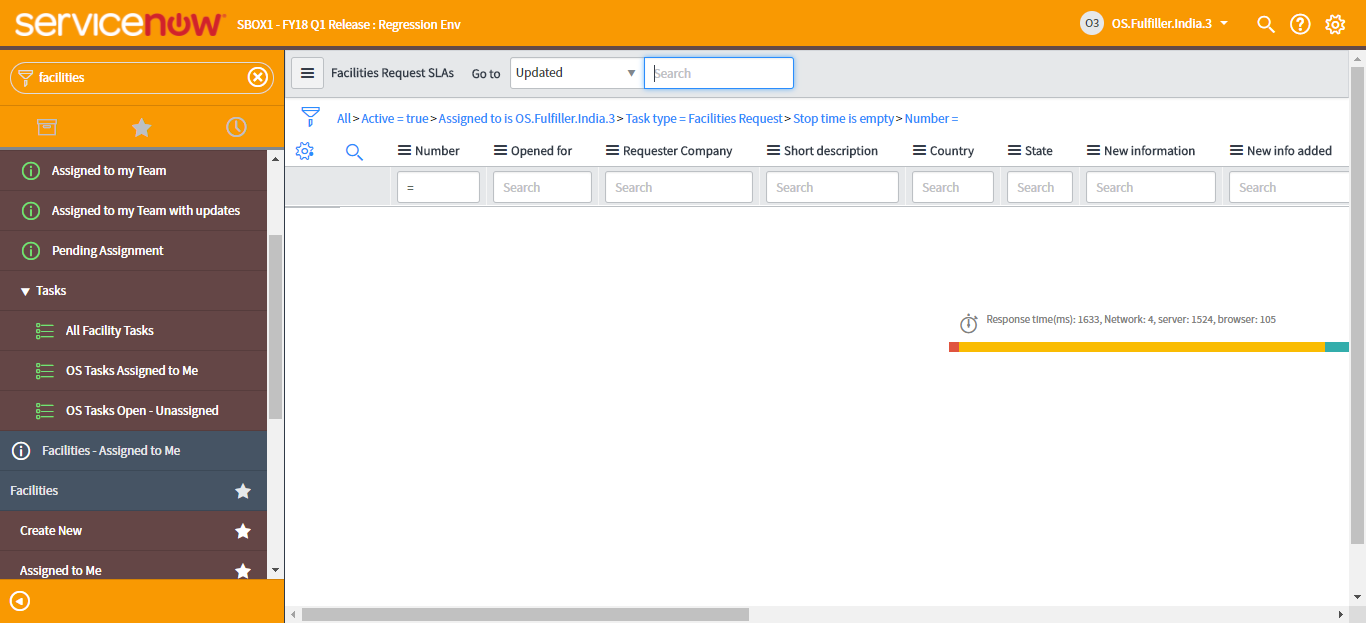 servicenow SBOX1 - FY18 Q1 Release : Regression Env O3 OS.Fulfiller.India.3
facilities
Assigned to my Team
Assigned to my Team with updates
Pending Assignment
Tasks
All Facility Tasks
OS Tasks Assigned to Me
OS Tasks Open - Unassigned
Facilities - Assigned to Me
Facilities
Create New
Assigned to Me
Facilities Request SLAs Go to Updated Search
All > Active = true > Assigned to is OS.Fulfiller.India.3 > Task type = Facilities Request > Stop time is empty > Number =
Number Opened for Requester Company Short description Country State New information New info added
= Search Search Search Search Search Search Search
Response time(ms): 1633, Network: 4, server: 1524, browser: 105